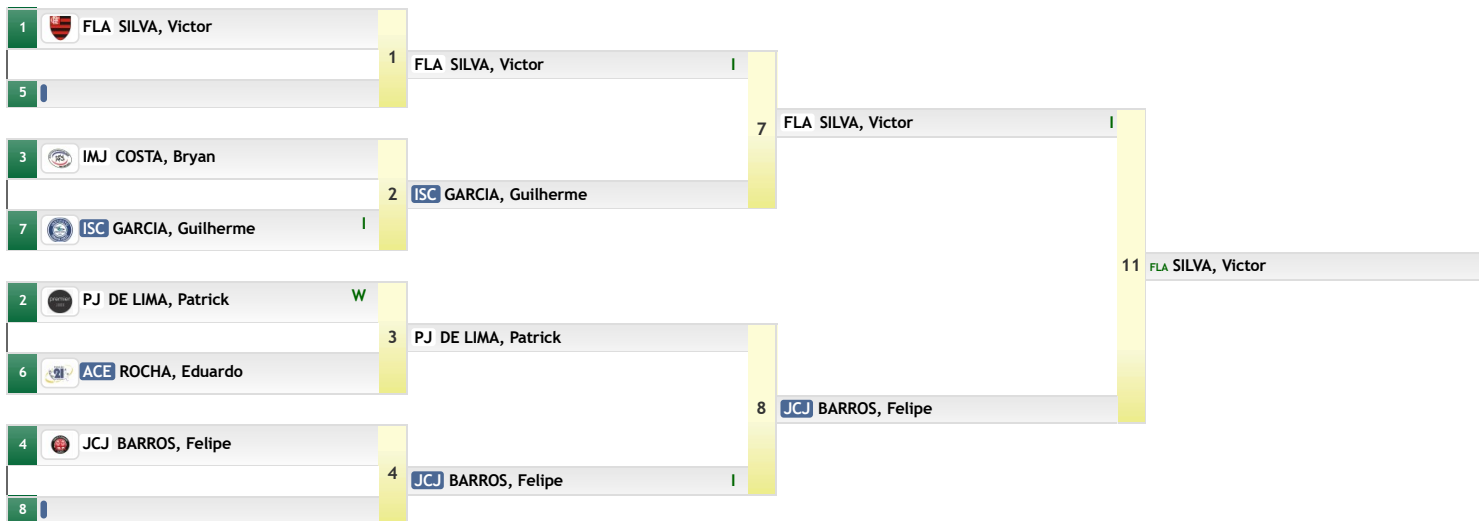 1 FLA SILVA, Victor
1
FLA SILVA, Victor I
5
7
FLA SILVA, Victor I
3 IMJ COSTA, Bryan
2
ISC GARCIA, Guilherme
7 ISC GARCIA, Guilherme I
11 FLA SILVA, Victor
2 PJ DE LIMA, Patrick W
3
PJ DE LIMA, Patrick
6 ACE ROCHA, Eduardo
8
JCJ BARROS, Felipe
4 JCJ BARROS, Felipe
4
JCJ BARROS, Felipe I
8